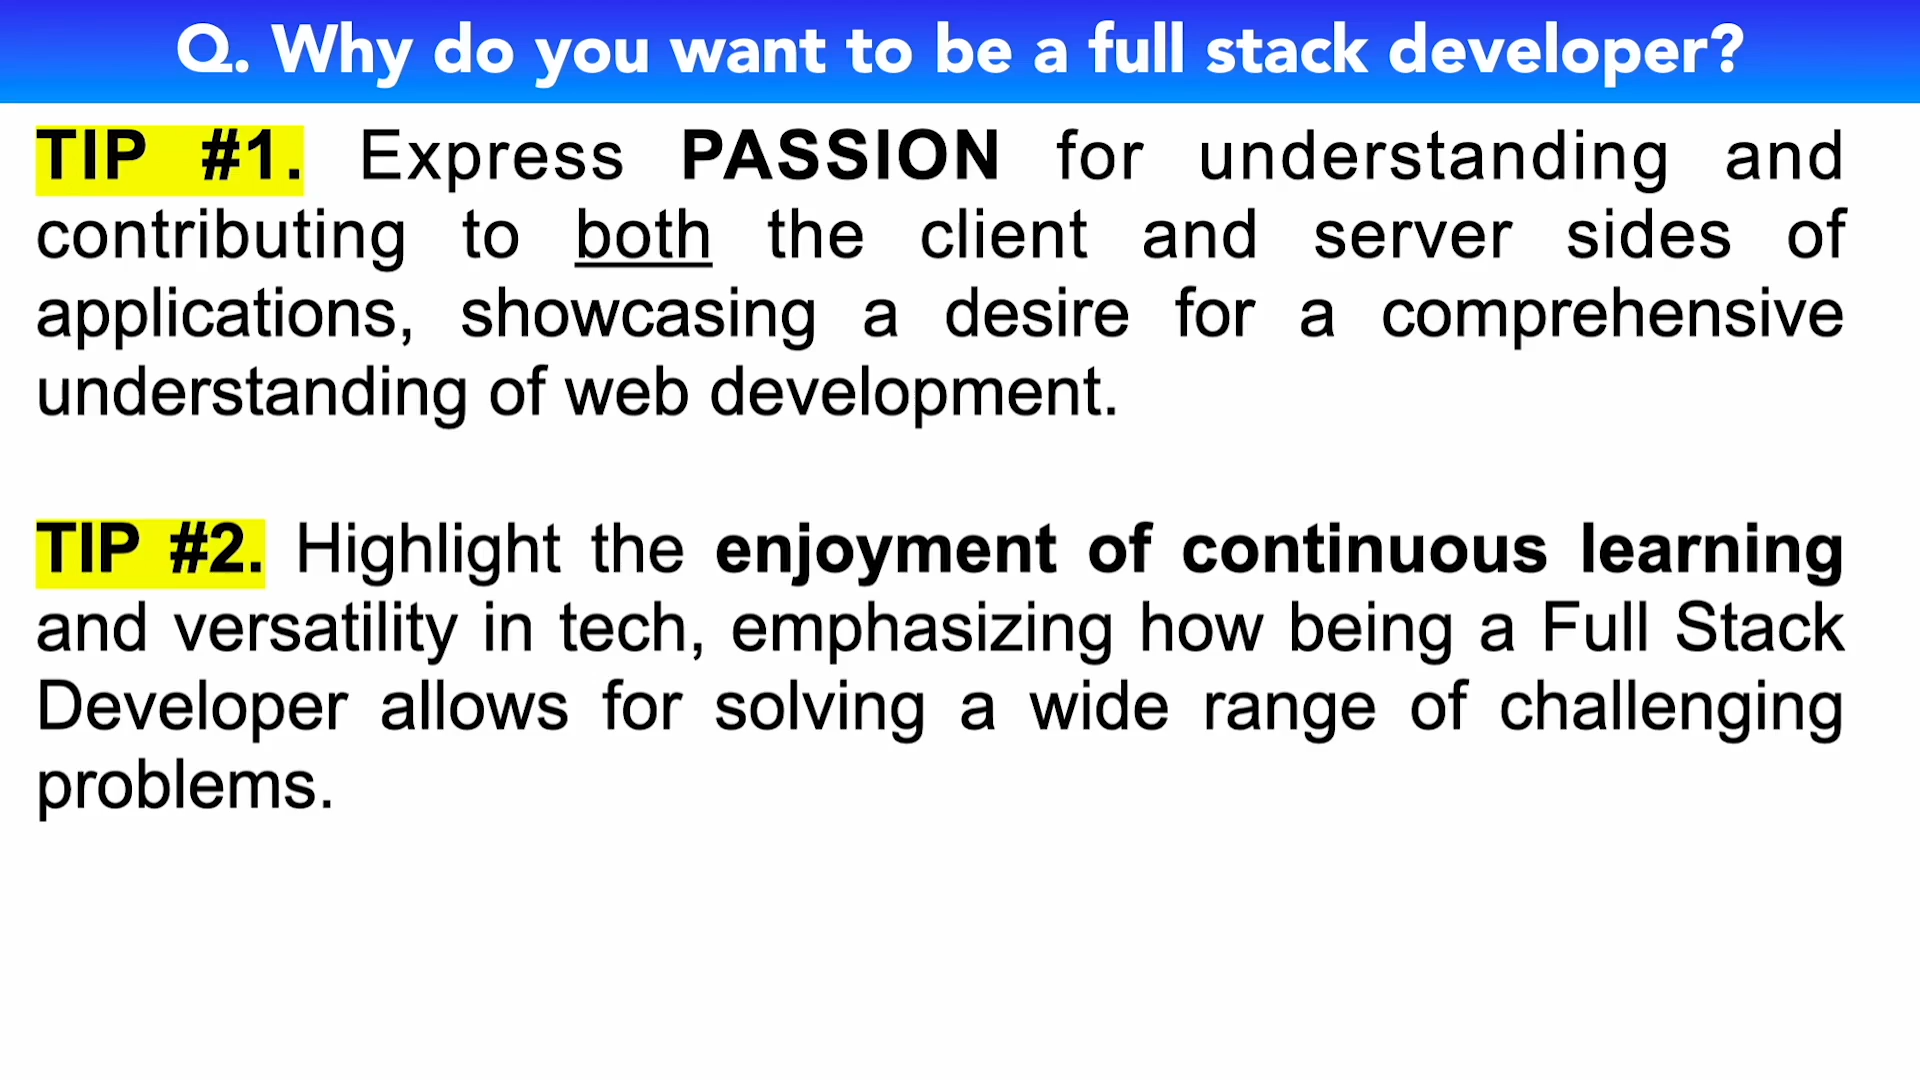 Q. Why do you want to be a full stack developer?
TIP #1. Express PASSION for understanding and
contributing to both the client and server sides of
applications, showcasing a desire for a comprehensive
understanding of web development.
TIP #2. Highlight the enjoyment of continuous learning
and versatility in tech, emphasizing how being a Full Stack
Developer allows for solving a wide range of challenging
problems.